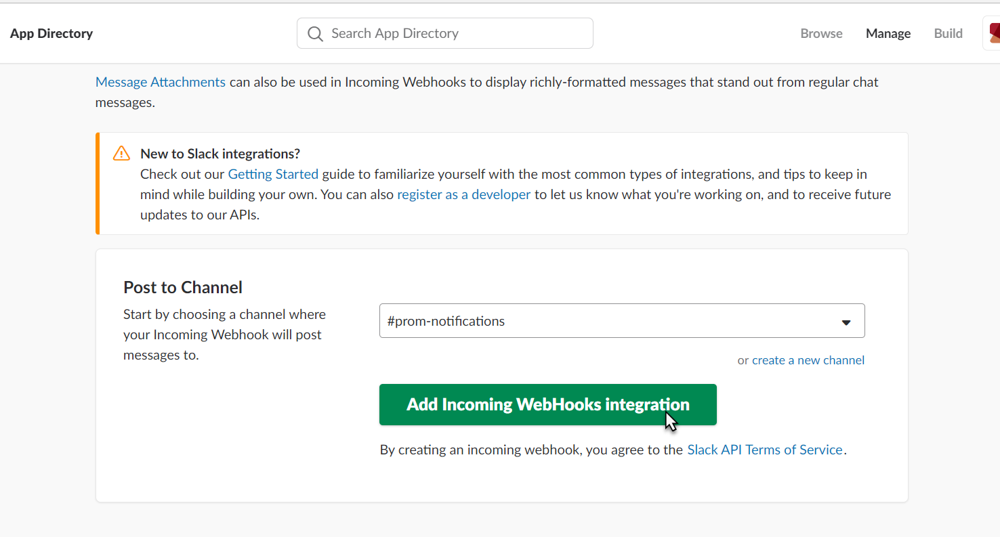 App Directory
Search App Directory
Browse
Manage
Build
Message Attachments can also be used in Incoming Webhooks to display richly-formatted messages that stand out from regular chat
messages.
New to Slack integrations?
Check out our Getting Started guide to familiarize yourself with the most common types of integrations, and tips to keep in
mind while building your own. You can also register as a developer to let us know what you're working on, and to receive future
updates to our APIs.
Post to Channel
Start by choosing a channel where
your Incoming Webhook will post
messages to.
#prom-notifications
or create a new channel
Add Incoming WebHooks integration
By creating an incoming webhook, you agree to the Slack API Terms of Service.